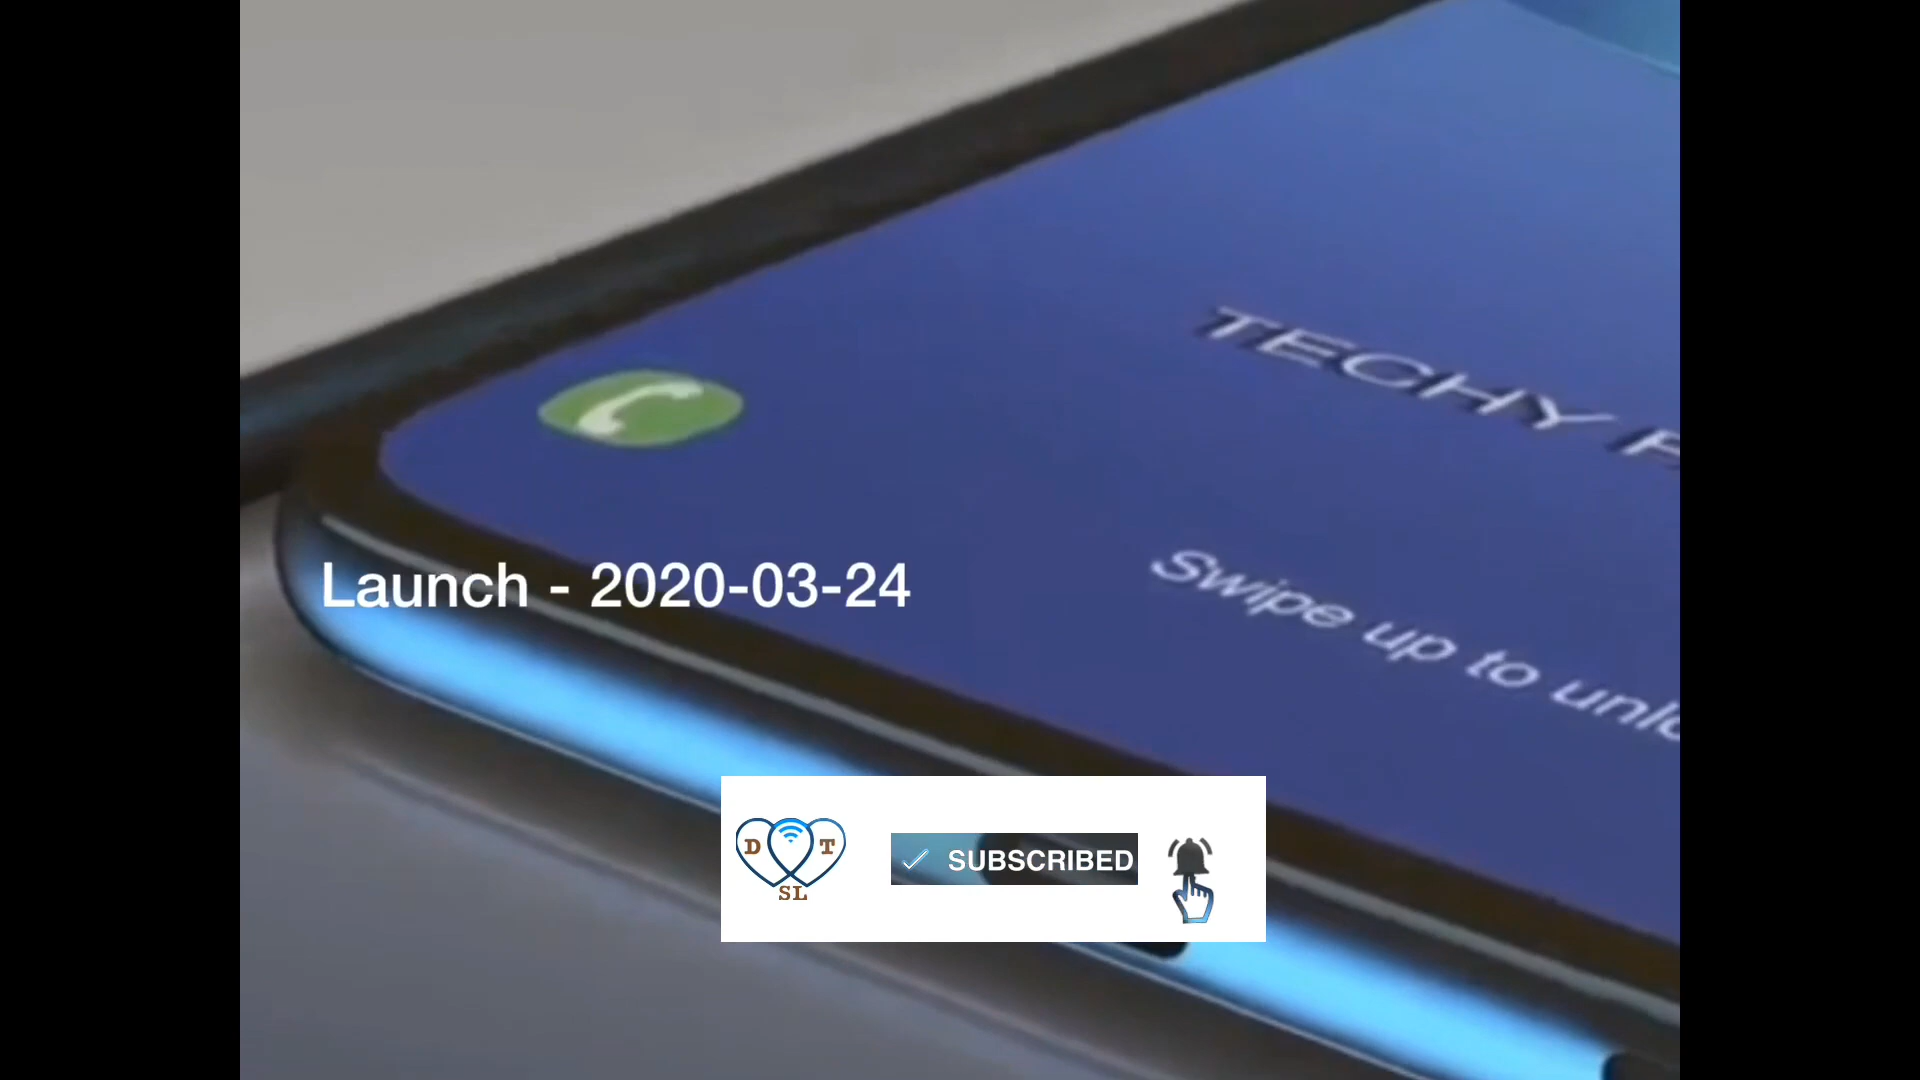 TECHY
Swipe up to
Launch - 2020-03-24
D T
SL
SUBSCRIBED